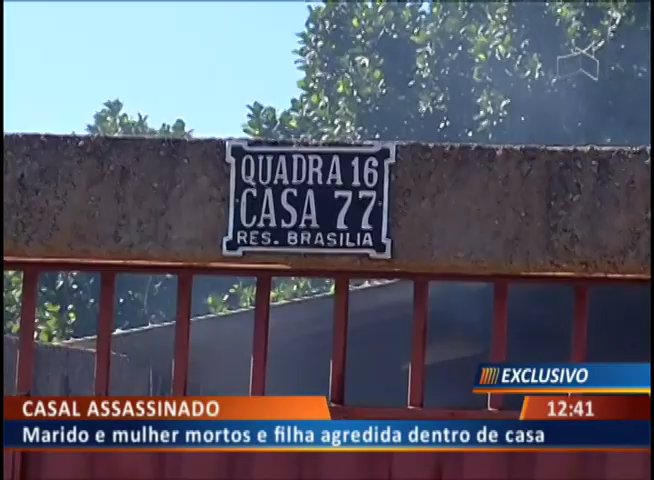 QUADRA 16
CASA 77
RES. BRASILIA
EXCLUSIVO
CASAL ASSASSINADO
12:41
Marido e mulher mortos e filha agredida dentro de casa